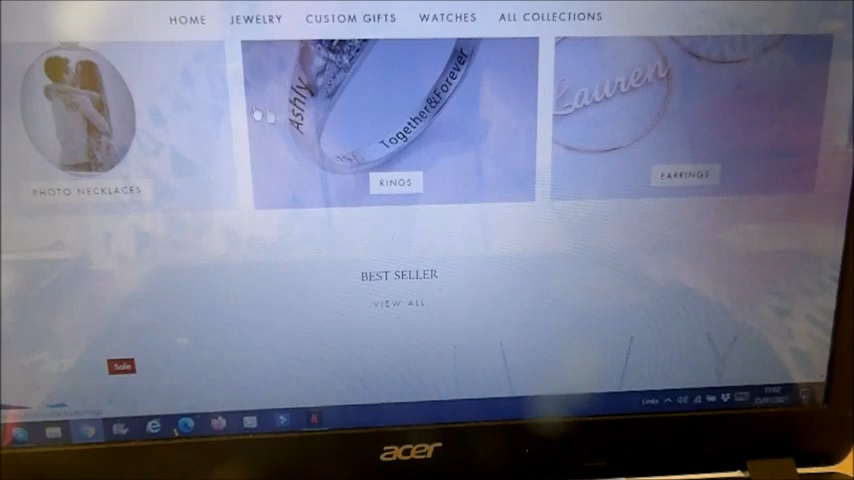 HOME JEWELRY CUSTOM GIFTS WATCHES ALL COLLECTIONS
Ashly
Together&Forever
Lauren
PHOTO NECKLACES
RINGS
EARRINGS
BEST SELLER
VIEW ALL
Sale
Links
acer